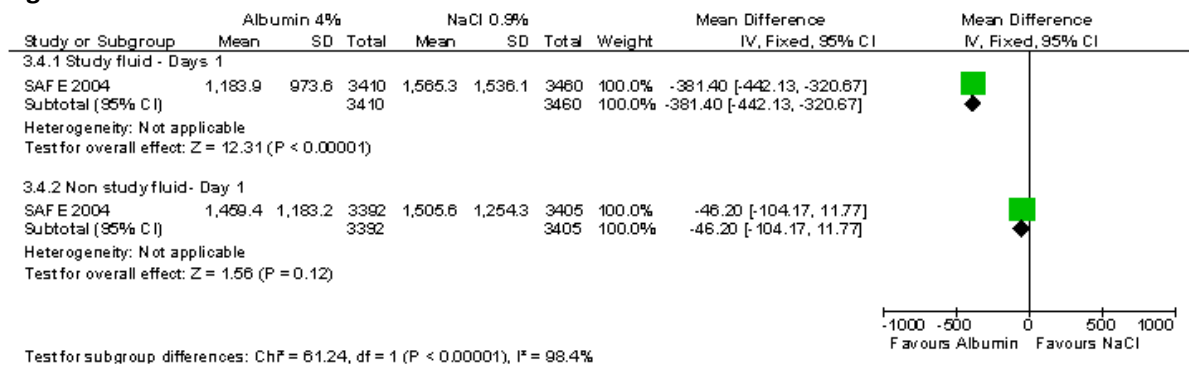 Albumin 4% NaCl 0.9% Mean Difference Mean Difference
Study or Subgroup Mean SD Total Mean SD Total Weight IV, Fixed, 95% CI IV, Fixed, 95% CI
3.4.1 Study fluid - Days 1
SAFE 2004 1,183.9 973.6 3410 1,565.3 1,536.1 3460 100.0% -381.40 [-442.13, -320.67]
Subtotal (95% CI) 3410 3460 100.0% -381.40 [-442.13, -320.67]
Heterogeneity: Not applicable
Test for overall effect: Z = 12.31 (P < 0.00001)
3.4.2 Non study fluid- Day 1
SAFE 2004 1,459.4 1,183.2 3392 1,505.6 1,254.3 3405 100.0% -46.20 [-104.17, 11.77]
Subtotal (95% CI) 3392 3405 100.0% -46.20 [-104.17, 11.77]
Heterogeneity: Not applicable
Test for overall effect: Z = 1.56 (P = 0.12)
-1000 -500 0 500 1000
Favours Albumin Favours NaCl
Test for subgroup differences: Chi² = 61.24, df = 1 (P < 0.00001), I² = 98.4%